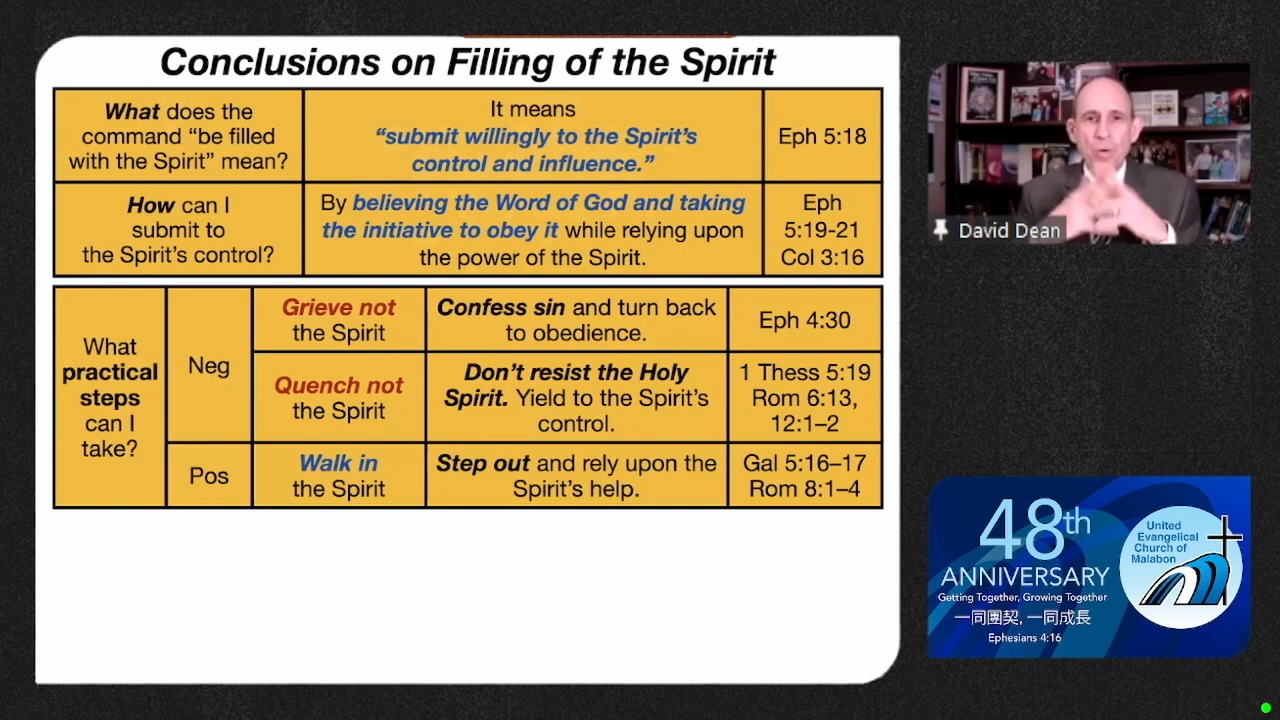 Conclusions on Filling of the Spirit
What does the
command “be filled
with the Spirit” mean?
It means
“submit willingly to the Spirit’s
control and influence.”
Eph 5:18
How can I
submit to
the Spirit’s control?
By believing the Word of God and taking
the initiative to obey it while relying upon
the power of the Spirit.
Eph
5:19-21
Col 3:16
What
practical
steps
can I
take?
Neg
Grieve not
the Spirit
Confess sin and turn back
to obedience.
Eph 4:30
Quench not
the Spirit
Don’t resist the Holy
Spirit. Yield to the Spirit’s
control.
1 Thess 5:19
Rom 6:13,
12:1–2
Pos
Walk in
the Spirit
Step out and rely upon the
Spirit’s help.
Gal 5:16–17
Rom 8:1–4
David Dean
48th
ANNIVERSARY
Getting Together, Growing Together
一同團契, 一同成長
Ephesians 4:16
United
Evangelical
Church of
Malabon